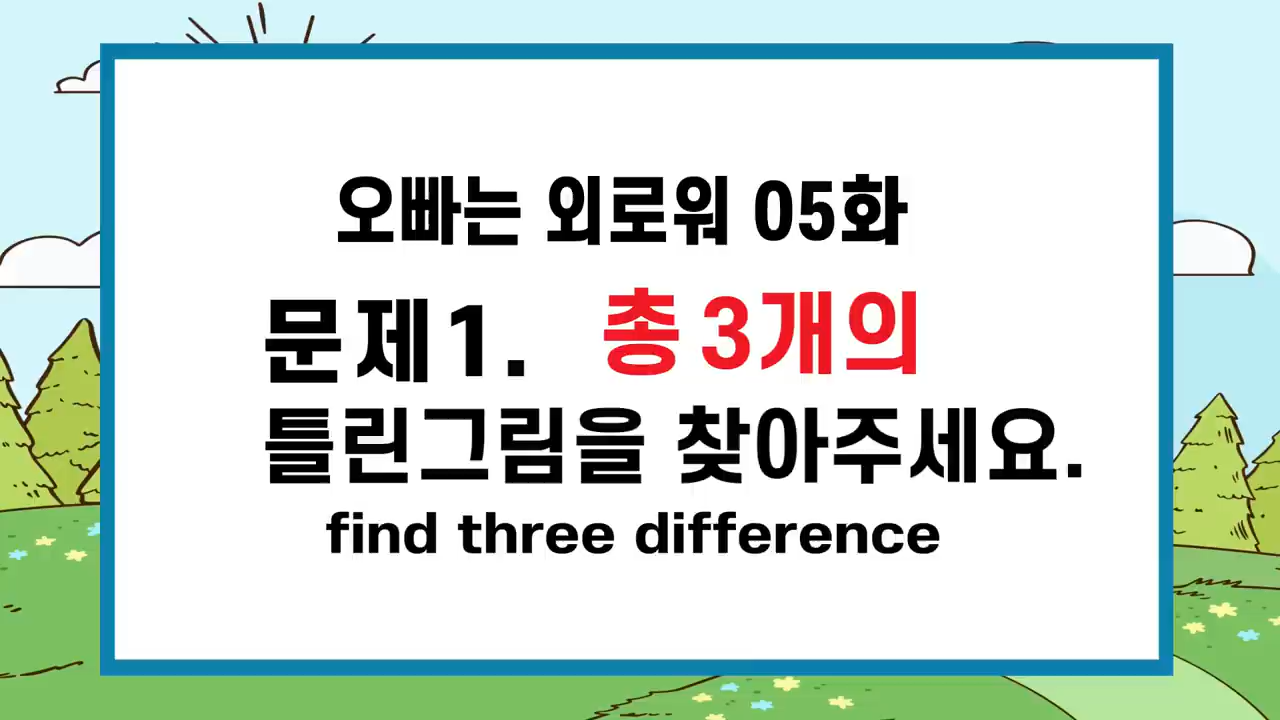 오빠는 외로워 05화
문제1. 총 3개의
틀린그림을 찾아주세요.
find three difference